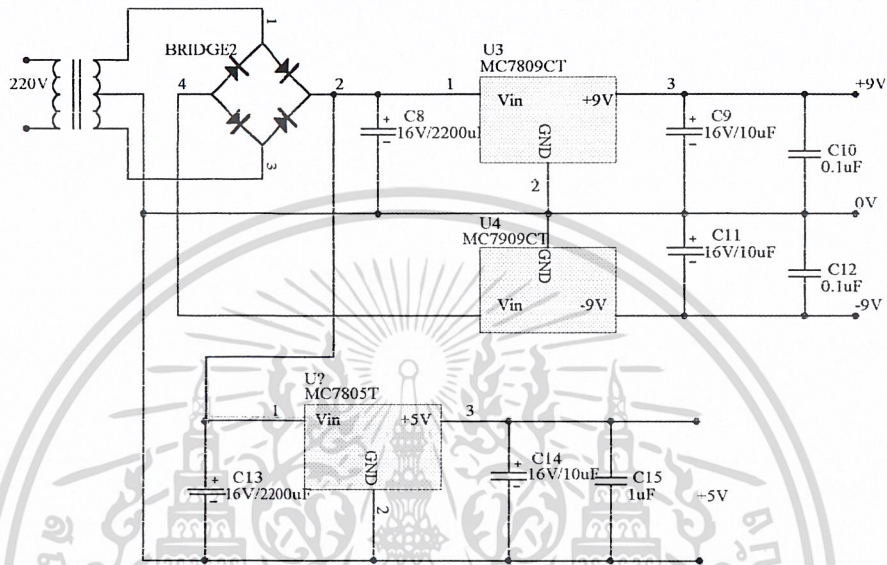 1
BRIDGE2
220V
4
2
3
U3
MC7809CT
1
Vin
+9V
GND
2
3
C8
16V/2200uF
C9
16V/10uF
C10
0.1uF
+9V
0V
U4
MC7909CT
GND
Vin
-9V
C11
16V/10uF
C12
0.1uF
-9V
U?
MC7805T
1
Vin
+5V
GND
2
3
C13
16V/2200uF
C14
16V/10uF
C15
1uF
+5V